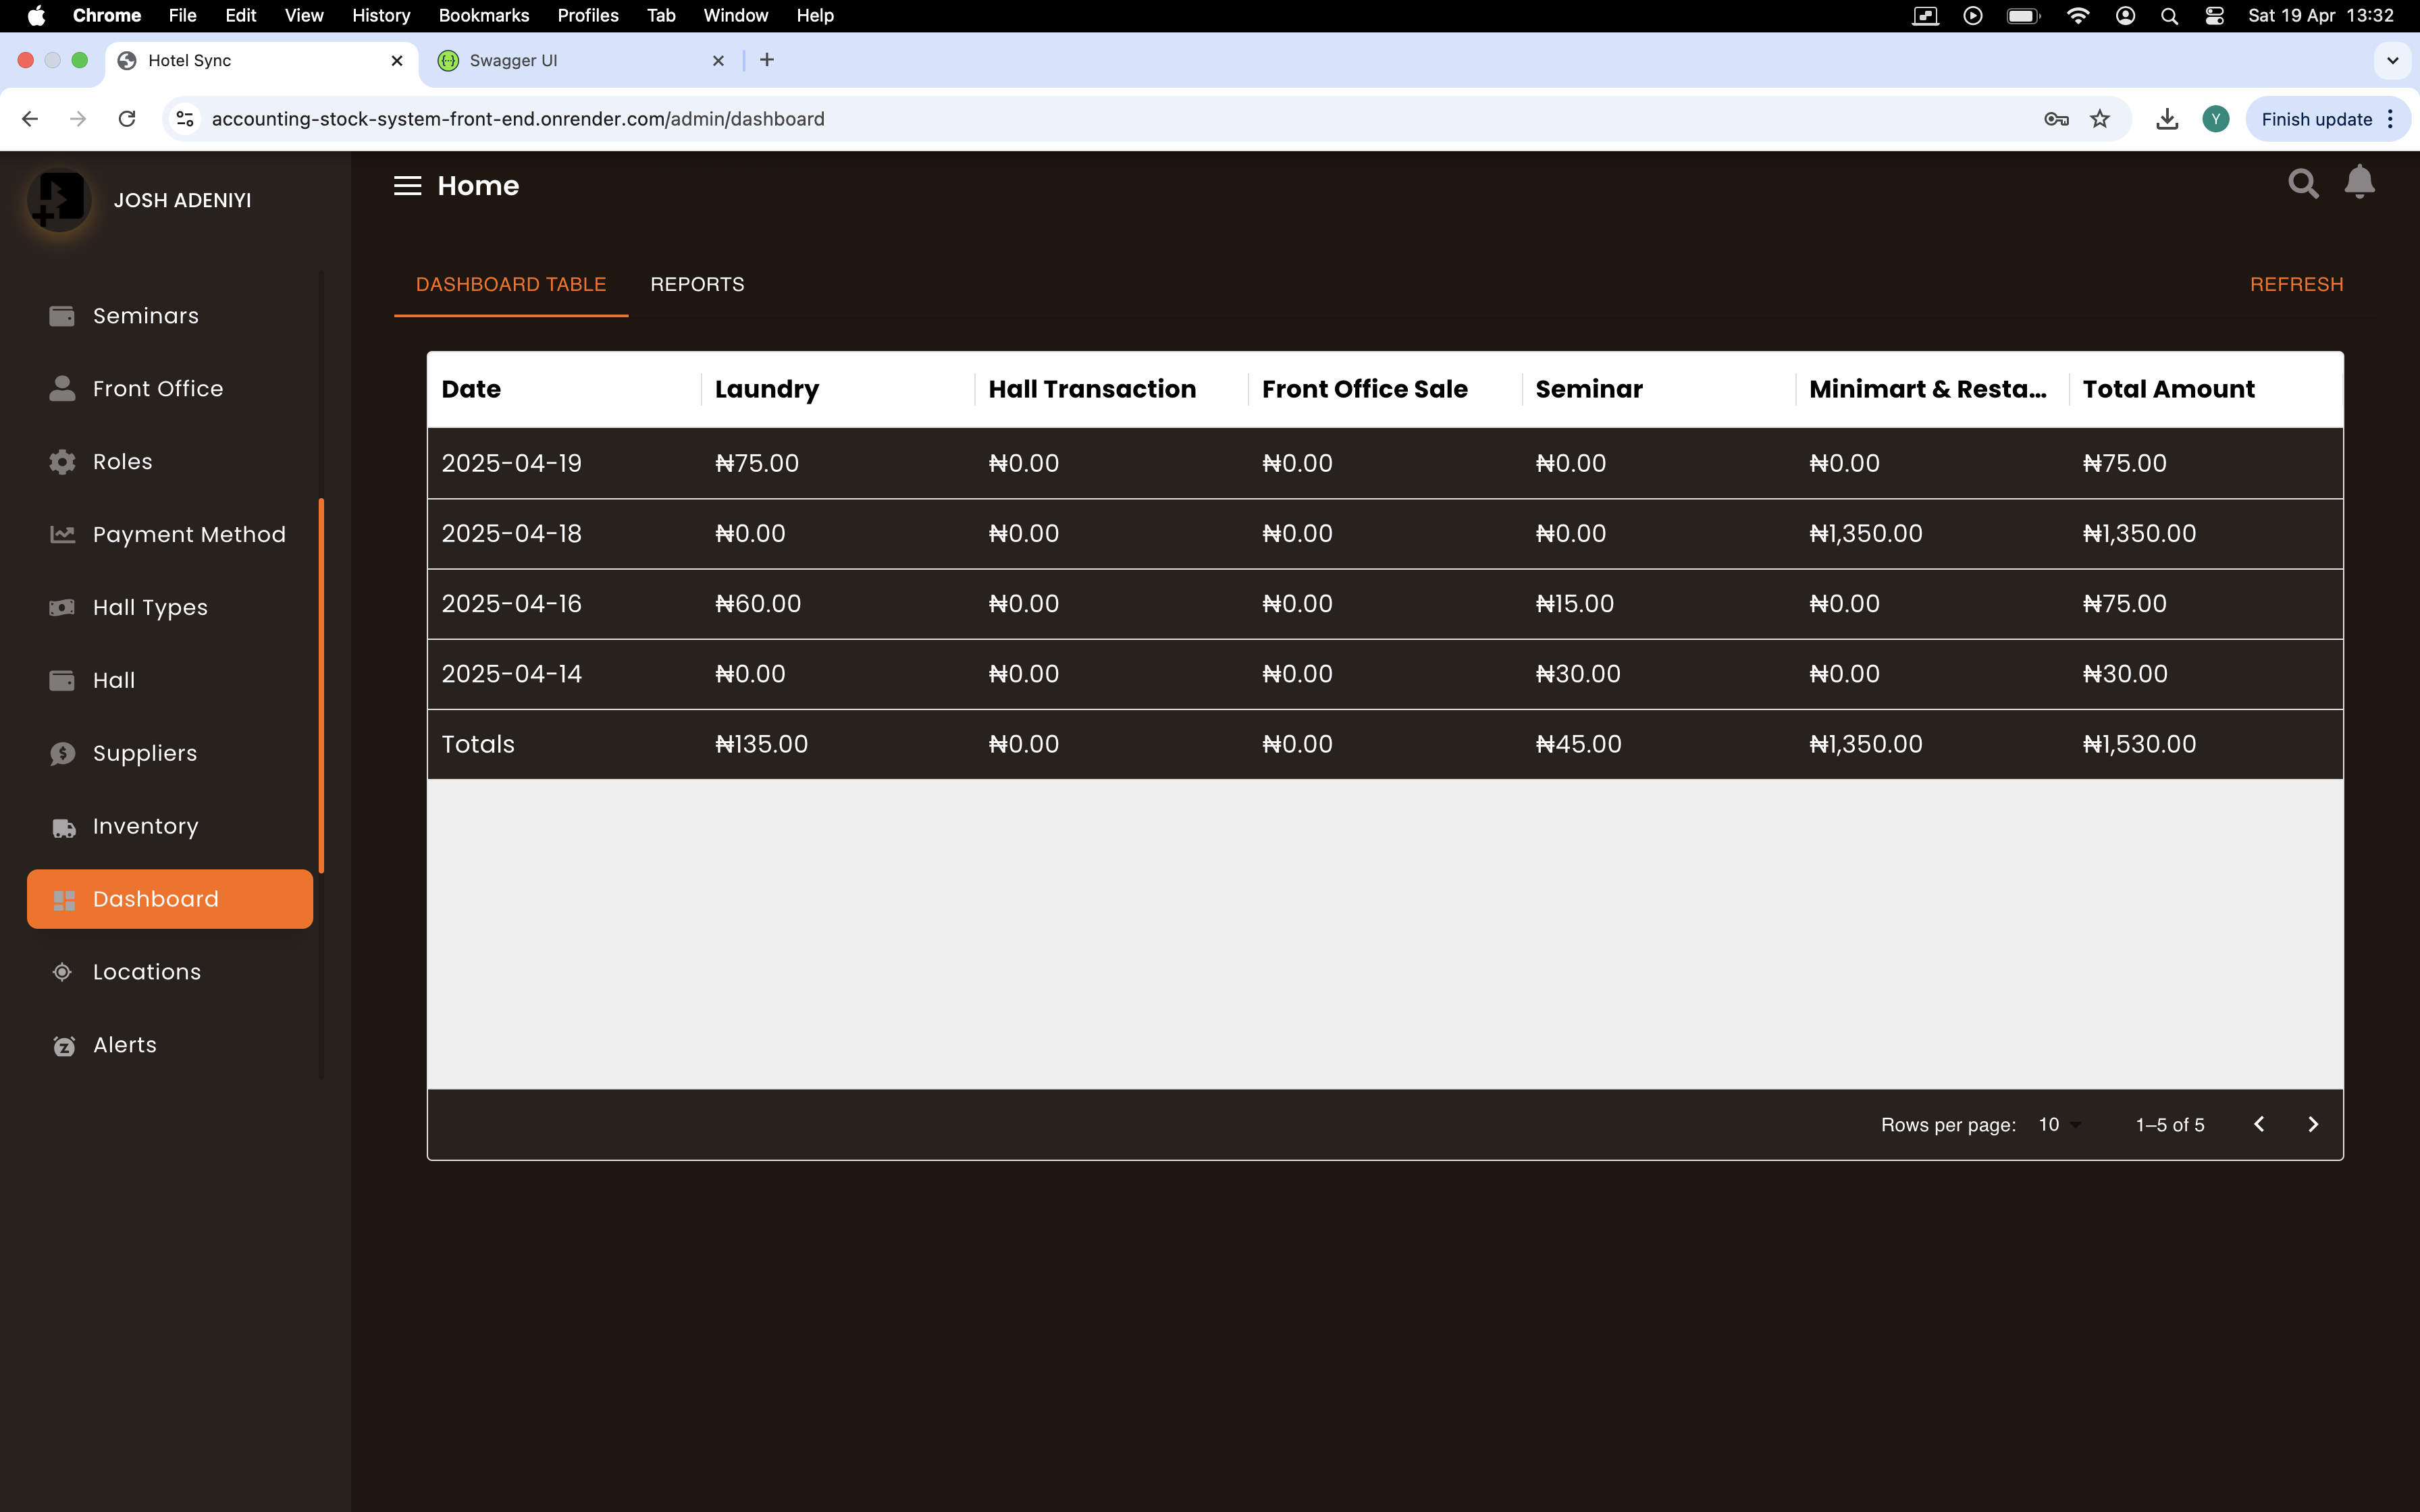 Chrome File Edit View History Bookmarks Profiles Tab Window Help Sat 19 Apr 13:32
Hotel Sync Swagger UI
accounting-stock-system-front-end.onrender.com/admin/dashboard Y Finish update
JOSH ADENIYI
Seminars
Front Office
Roles
Payment Method
Hall Types
Hall
Suppliers
Inventory
Dashboard
Locations
Alerts
Home
DASHBOARD TABLE REPORTS REFRESH
Date Laundry Hall Transaction Front Office Sale Seminar Minimart & Resta... Total Amount
2025-04-19 ₦75.00 ₦0.00 ₦0.00 ₦0.00 ₦0.00 ₦75.00
2025-04-18 ₦0.00 ₦0.00 ₦0.00 ₦0.00 ₦1,350.00 ₦1,350.00
2025-04-16 ₦60.00 ₦0.00 ₦0.00 ₦15.00 ₦0.00 ₦75.00
2025-04-14 ₦0.00 ₦0.00 ₦0.00 ₦30.00 ₦0.00 ₦30.00
Totals ₦135.00 ₦0.00 ₦0.00 ₦45.00 ₦1,350.00 ₦1,530.00
Rows per page: 10 1–5 of 5